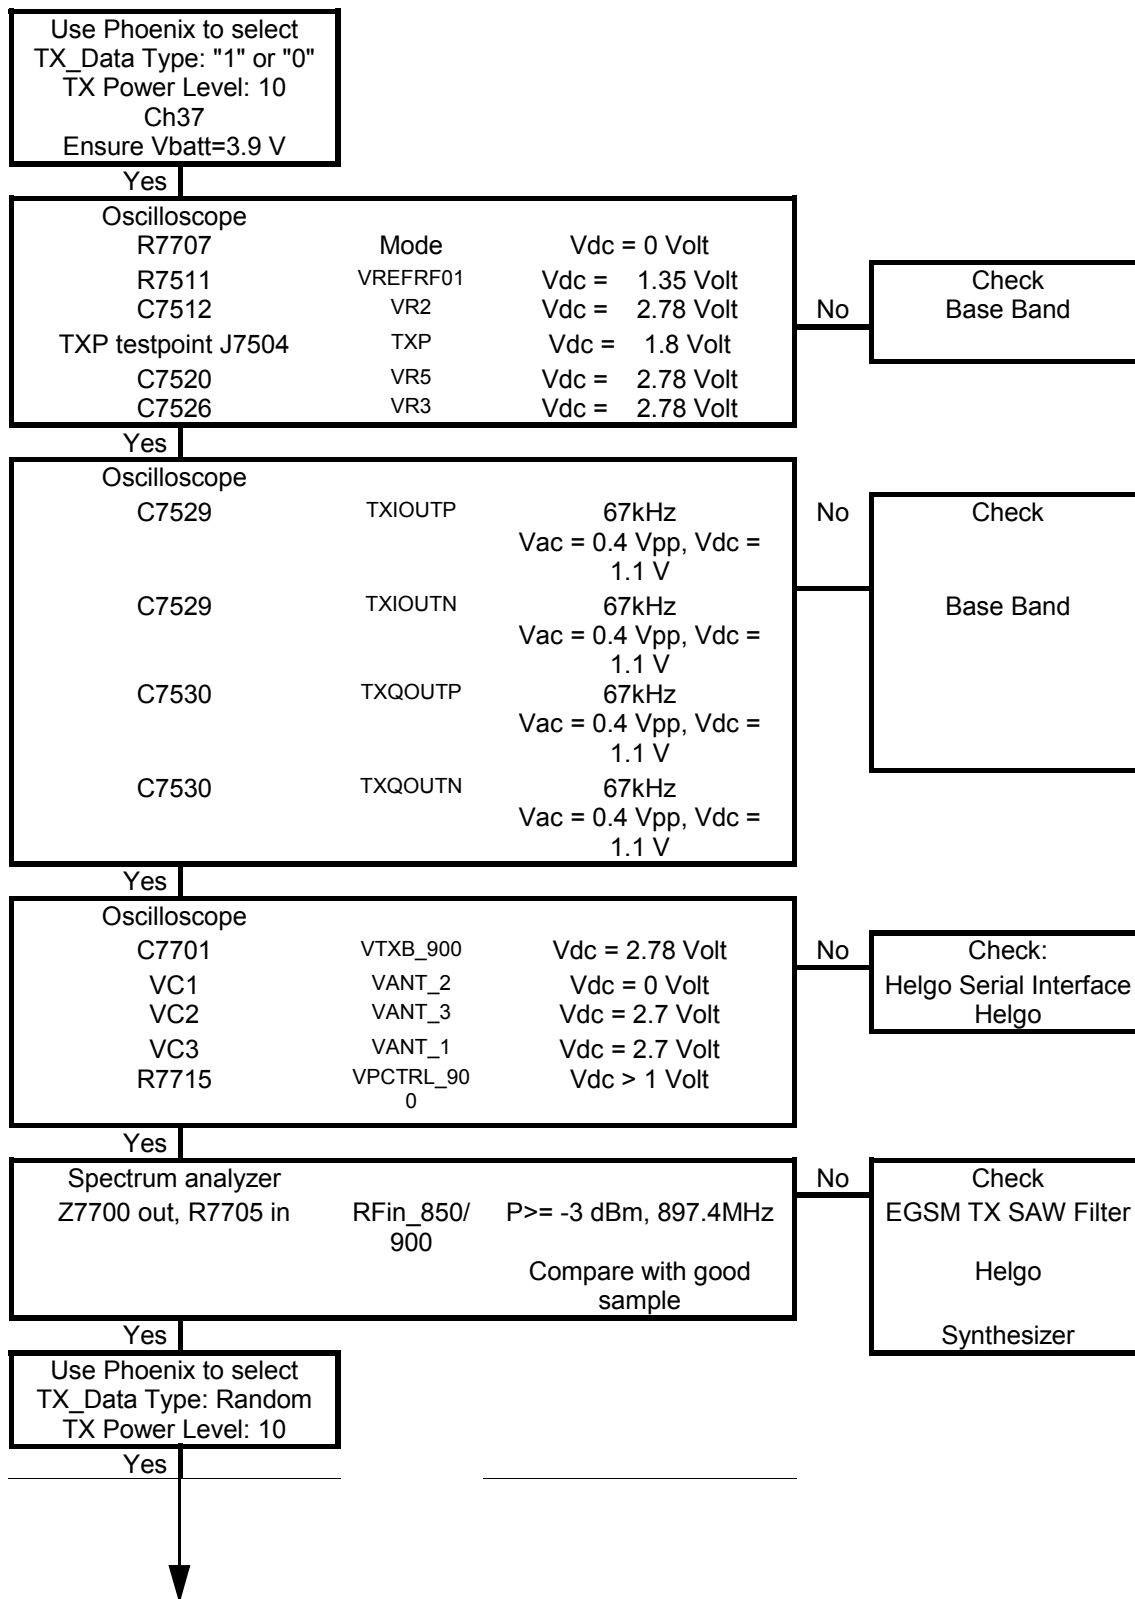 Use Phoenix to select
TX_Data Type: "1" or "0"
TX Power Level: 10
Ch37
Ensure Vbatt=3.9 V
Yes
Oscilloscope
R7707 Mode Vdc = 0 Volt
R7511 VREFRF01 Vdc = 1.35 Volt
C7512 VR2 Vdc = 2.78 Volt
TXP testpoint J7504 TXP Vdc = 1.8 Volt
C7520 VR5 Vdc = 2.78 Volt
C7526 VR3 Vdc = 2.78 Volt
No
Check
Base Band
Yes
Oscilloscope
C7529 TXIOUTP 67kHz
Vac = 0.4 Vpp, Vdc =
1.1 V
C7529 TXIOUTN 67kHz
Vac = 0.4 Vpp, Vdc =
1.1 V
C7530 TXQOUTP 67kHz
Vac = 0.4 Vpp, Vdc =
1.1 V
C7530 TXQOUTN 67kHz
Vac = 0.4 Vpp, Vdc =
1.1 V
No
Check
Base Band
Yes
Oscilloscope
C7701 VTXB_900 Vdc = 2.78 Volt
VC1 VANT_2 Vdc = 0 Volt
VC2 VANT_3 Vdc = 2.7 Volt
VC3 VANT_1 Vdc = 2.7 Volt
R7715 VPCTRL_90 Vdc > 1 Volt
0
No
Check:
Helgo Serial Interface
Helgo
Yes
Spectrum analyzer
Z7700 out, R7705 in RFin_850/ P>= -3 dBm, 897.4MHz
900
Compare with good
sample
No
Check
EGSM TX SAW Filter
Helgo
Synthesizer
Yes
Use Phoenix to select
TX_Data Type: Random
TX Power Level: 10
Yes